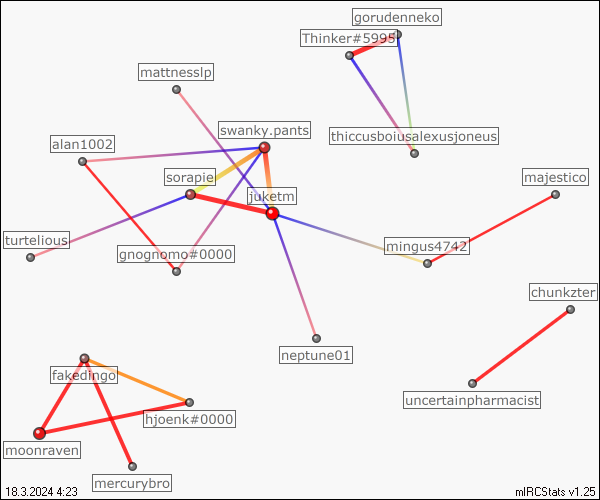 gorudenneko
Thinker#5995
mattnesslp
swanky.pants
thiccusboiusalexusjoneus
alan1002
sorapie
majestico
juketm
turtelious
gnognomo#0000
mingus4742
chunkzter
neptune01
fakedingo
uncertainpharmacist
hjoenk#0000
moonraven
mercurybro
18.3.2024 4:23
mIRCStats v1.25